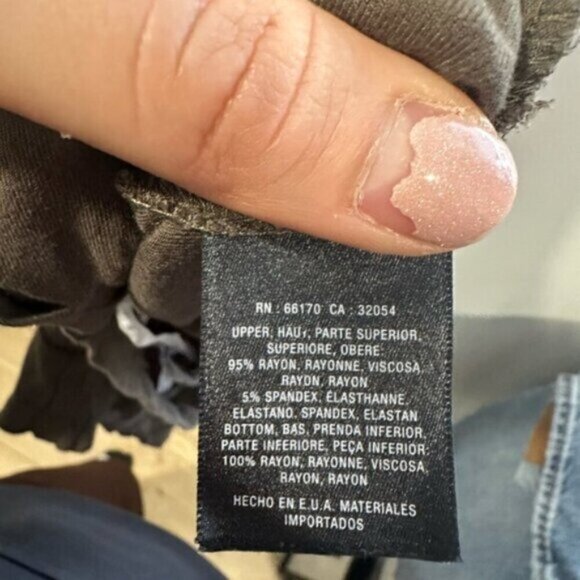 RN : 66170 CA : 32054
UPPER, HAUT, PARTE SUPERIOR,
SUPERIORE, OBERE:
95% RAYON, RAYONNE, VISCOSA,
RAYON, RAYON
5% SPANDEX, ÉLASTHANNE,
ELASTANO, SPANDEX, ELASTAN
BOTTOM, BAS, PRENDA INFERIOR,
PARTE INFERIORE, PEÇA INFERIOR:
100% RAYON, RAYONNE, VISCOSA,
RAYON, RAYON
HECHO EN E.U.A. MATERIALES
IMPORTADOS